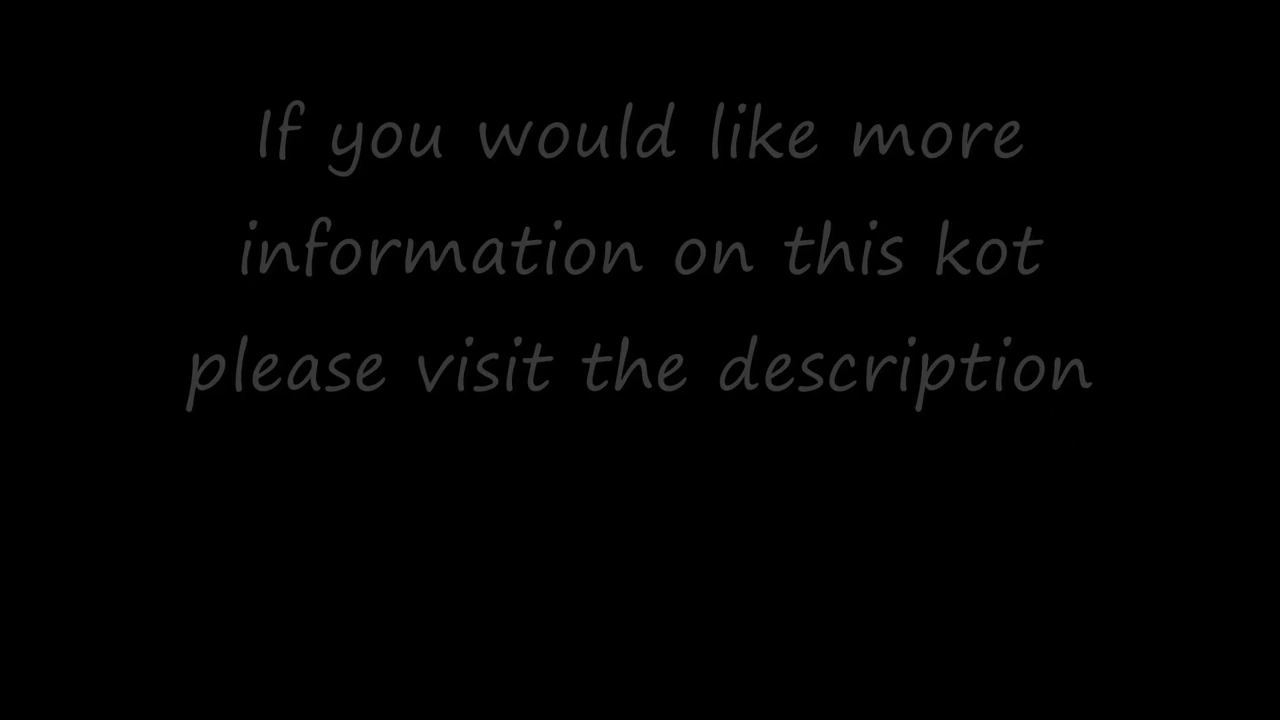 If you would like more
information on this kot
please visit the description